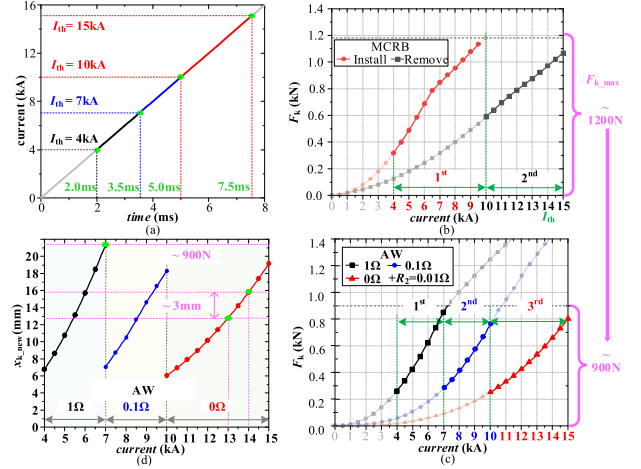 16
14
12
10
8
6
4
2
0
current (kA)
I_th = 15kA
I_th = 10kA
I_th = 7kA
I_th = 4kA
2.0ms 3.5ms 5.0ms 7.5ms
0 2 4 6 8
time (ms)
(a)
1.4
1.2
1.0
0.8
0.6
0.4
0.2
0.0
F_k (kN)
MCRB
Install Remove
1st 2nd
0 1 2 3 4 5 6 7 8 9 10 11 12 13 14 15
current (kA) I_th
(b)
F_k_max
~
1200N
~
900N
22
20
18
16
14
12
10
8
6
4
2
0
x_k_new (mm)
~ 900N
~ 3mm
AW
1Ω 0.1Ω 0Ω
4 5 6 7 8 9 10 11 12 13 14 15
current (kA)
(d)
1.4
1.2
1.0
0.8
0.6
0.4
0.2
0.0
F_k (kN)
AW
1Ω 0.1Ω
0Ω +R_2=0.01Ω
1st 2nd 3rd
0 1 2 3 4 5 6 7 8 9 10 11 12 13 14 15
current (kA)
(c)